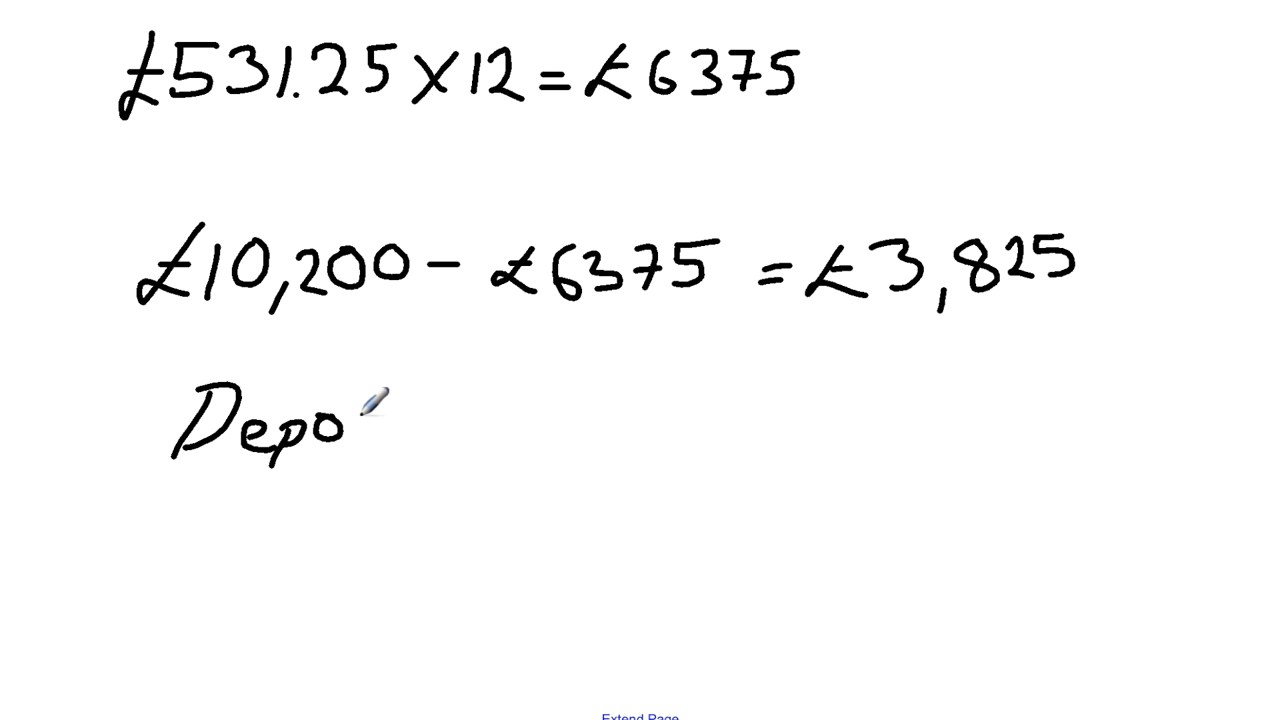 £531.25 × 12 = £6375
£10,200 - £6375 = £3,825
Depo
Extend Page